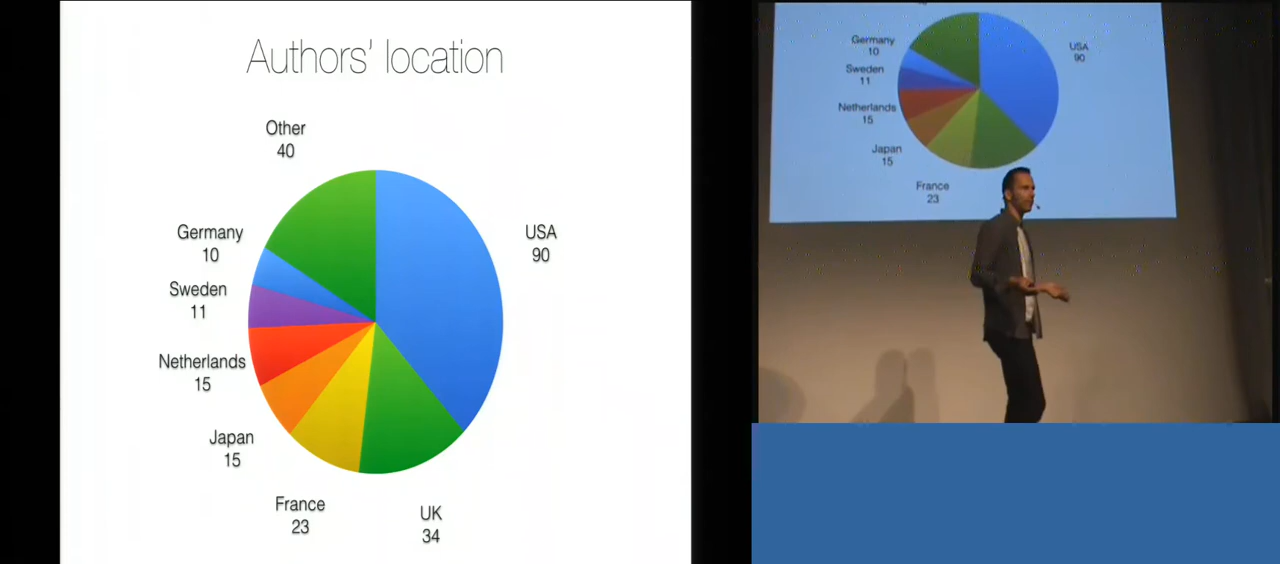 Authors' location
Other
40
Germany
10
USA
90
Sweden
11
Netherlands
15
Japan
15
France
23
UK
34
Germany
10
USA
90
Sweden
11
Netherlands
15
Japan
15
France
23